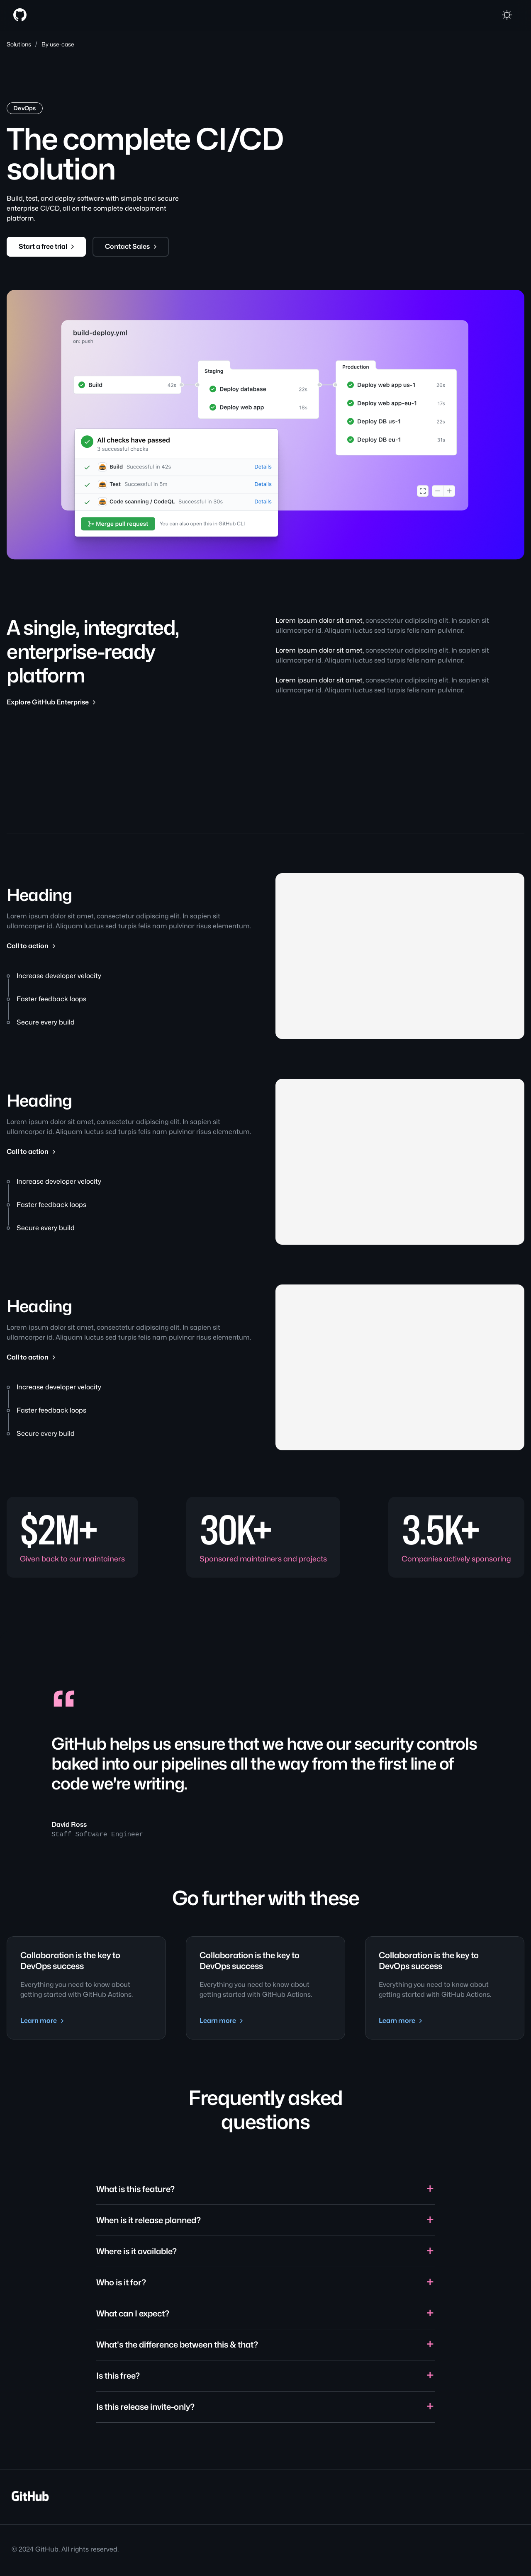 Solutions / By use-case
DevOps
The complete CI/CD
solution
Build, test, and deploy software with simple and secure
enterprise CI/CD, all on the complete development
platform.
Start a free trial
Contact Sales
build-deploy.yml
on: push
Build 42s
Staging
Deploy database 22s
Deploy web app 18s
Production
Deploy web app us-1 26s
Deploy web app-eu-1 17s
Deploy DB us-1 22s
Deploy DB eu-1 31s
All checks have passed
3 successful checks
Build Successful in 42s Details
Test Successful in 5m Details
Code scanning / CodeQL Successful in 30s Details
Merge pull request You can also open this in GitHub CLI
A single, integrated,
enterprise-ready
platform
Explore GitHub Enterprise
Lorem ipsum dolor sit amet, consectetur adipiscing elit. In sapien sit
ullamcorper id. Aliquam luctus sed turpis felis nam pulvinar.
Lorem ipsum dolor sit amet, consectetur adipiscing elit. In sapien sit
ullamcorper id. Aliquam luctus sed turpis felis nam pulvinar.
Lorem ipsum dolor sit amet, consectetur adipiscing elit. In sapien sit
ullamcorper id. Aliquam luctus sed turpis felis nam pulvinar.
Heading
Lorem ipsum dolor sit amet, consectetur adipiscing elit. In sapien sit
ullamcorper id. Aliquam luctus sed turpis felis nam pulvinar risus elementum.
Call to action
Increase developer velocity
Faster feedback loops
Secure every build
Heading
Lorem ipsum dolor sit amet, consectetur adipiscing elit. In sapien sit
ullamcorper id. Aliquam luctus sed turpis felis nam pulvinar risus elementum.
Call to action
Increase developer velocity
Faster feedback loops
Secure every build
Heading
Lorem ipsum dolor sit amet, consectetur adipiscing elit. In sapien sit
ullamcorper id. Aliquam luctus sed turpis felis nam pulvinar risus elementum.
Call to action
Increase developer velocity
Faster feedback loops
Secure every build
$2M+
Given back to our maintainers
30K+
Sponsored maintainers and projects
3.5K+
Companies actively sponsoring
“
GitHub helps us ensure that we have our security controls
baked into our pipelines all the way from the first line of
code we're writing.
David Ross
Staff Software Engineer
Go further with these
Collaboration is the key to
DevOps success
Everything you need to know about
getting started with GitHub Actions.
Learn more
Collaboration is the key to
DevOps success
Everything you need to know about
getting started with GitHub Actions.
Learn more
Collaboration is the key to
DevOps success
Everything you need to know about
getting started with GitHub Actions.
Learn more
Frequently asked
questions
What is this feature?
When is it release planned?
Where is it available?
Who is it for?
What can I expect?
What's the difference between this & that?
Is this free?
Is this release invite-only?
GitHub
© 2024 GitHub. All rights reserved.